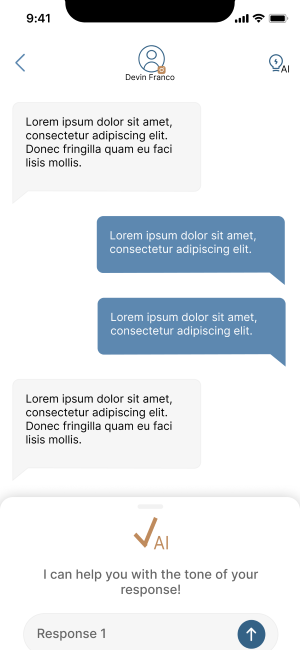 9:41
Devin Franco
AI
Lorem ipsum dolor sit amet,
consectetur adipiscing elit.
Donec fringilla quam eu faci
lisis mollis.
Lorem ipsum dolor sit amet,
consectetur adipiscing elit.
Lorem ipsum dolor sit amet,
consectetur adipiscing elit.
Lorem ipsum dolor sit amet,
consectetur adipiscing elit.
Donec fringilla quam eu faci
lisis mollis.
AI
I can help you with the tone of your
response!
Response 1